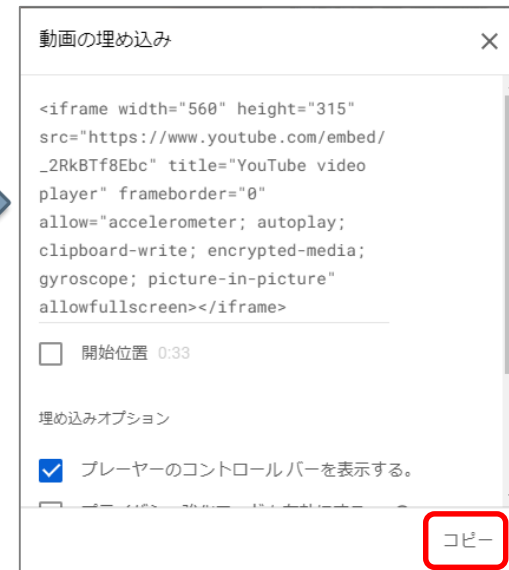 動画の埋め込み
<iframe width="560" height="315"
src="https://www.youtube.com/embed/
_2RkBTf8Ebc" title="YouTube video
player" frameborder="0"
allow="accelerometer; autoplay;
clipboard-write; encrypted-media;
gyroscope; picture-in-picture"
allowfullscreen></iframe>
開始位置 0:33
埋め込みオプション
プレーヤーのコントロール バーを表示する。
コピー